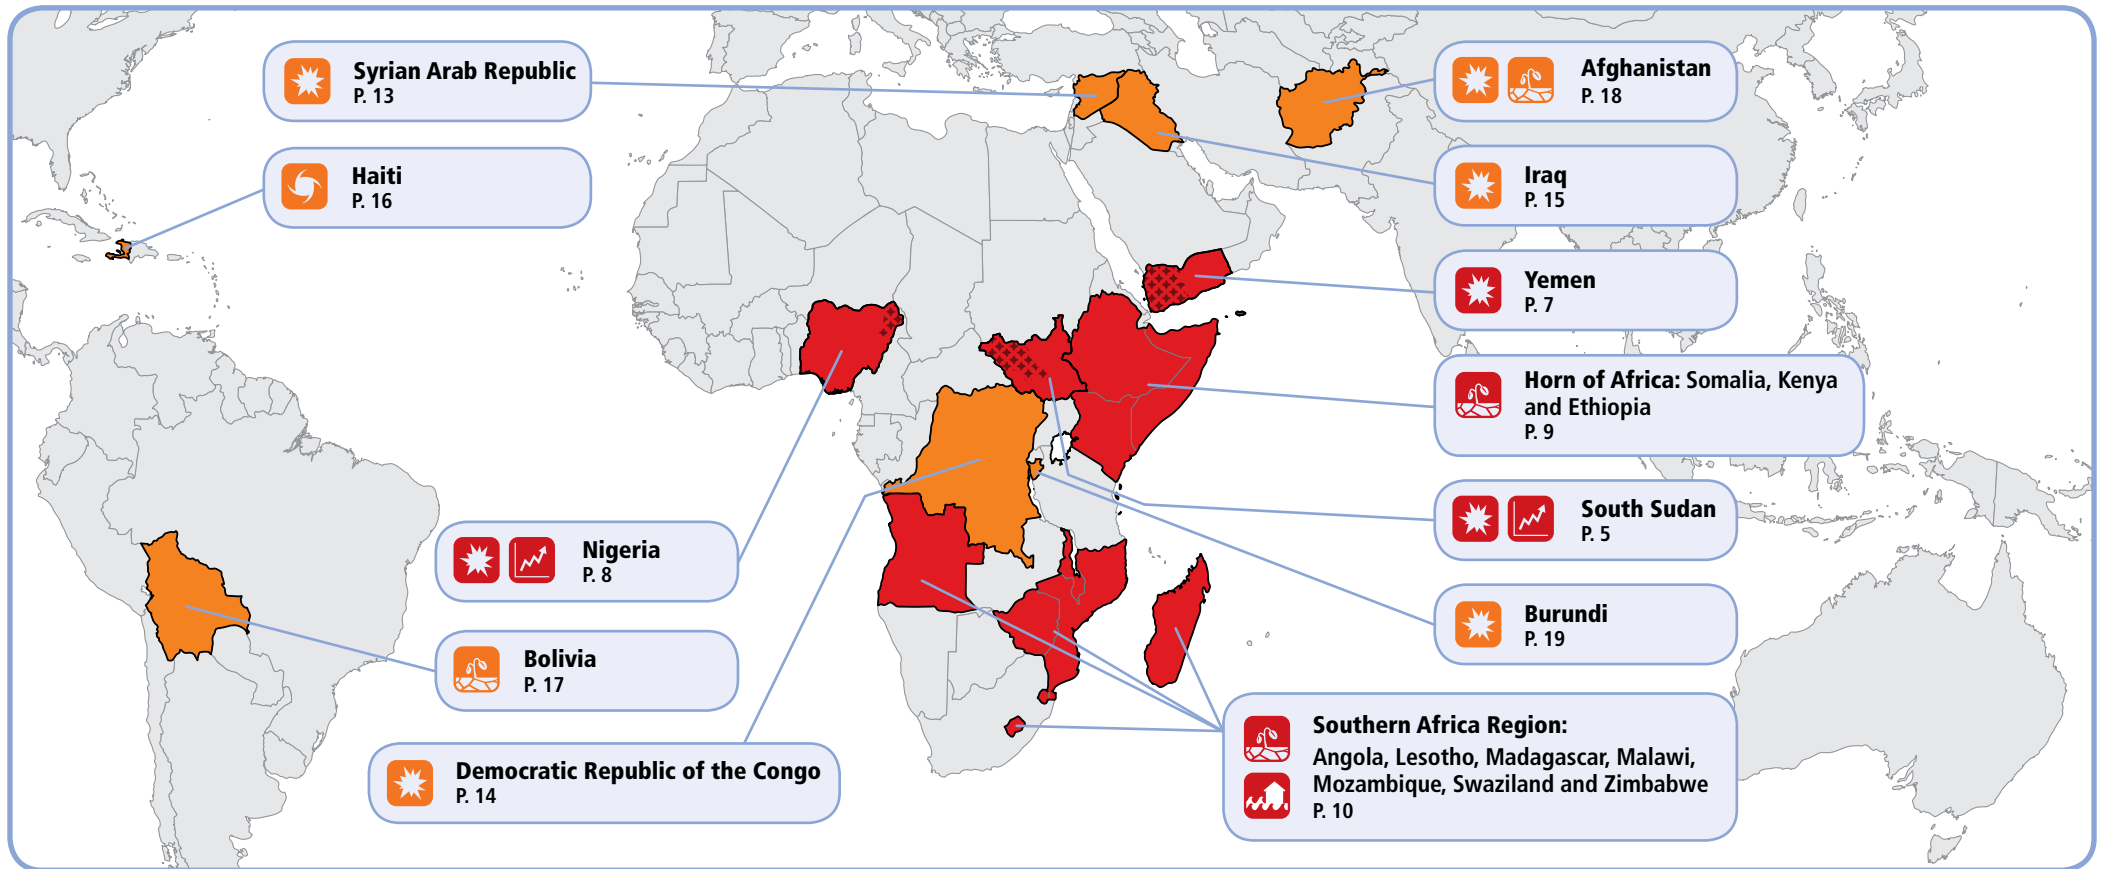 Syrian Arab Republic
P. 13
Haiti
P. 16
Afghanistan
P. 18
Iraq
P. 15
Yemen
P. 7
Horn of Africa: Somalia, Kenya
and Ethiopia
P. 9
South Sudan
P. 5
Burundi
P. 19
Nigeria
P. 8
Bolivia
P. 17
Democratic Republic of the Congo
P. 14
Southern Africa Region:
Angola, Lesotho, Madagascar, Malawi,
Mozambique, Swaziland and Zimbabwe
P. 10